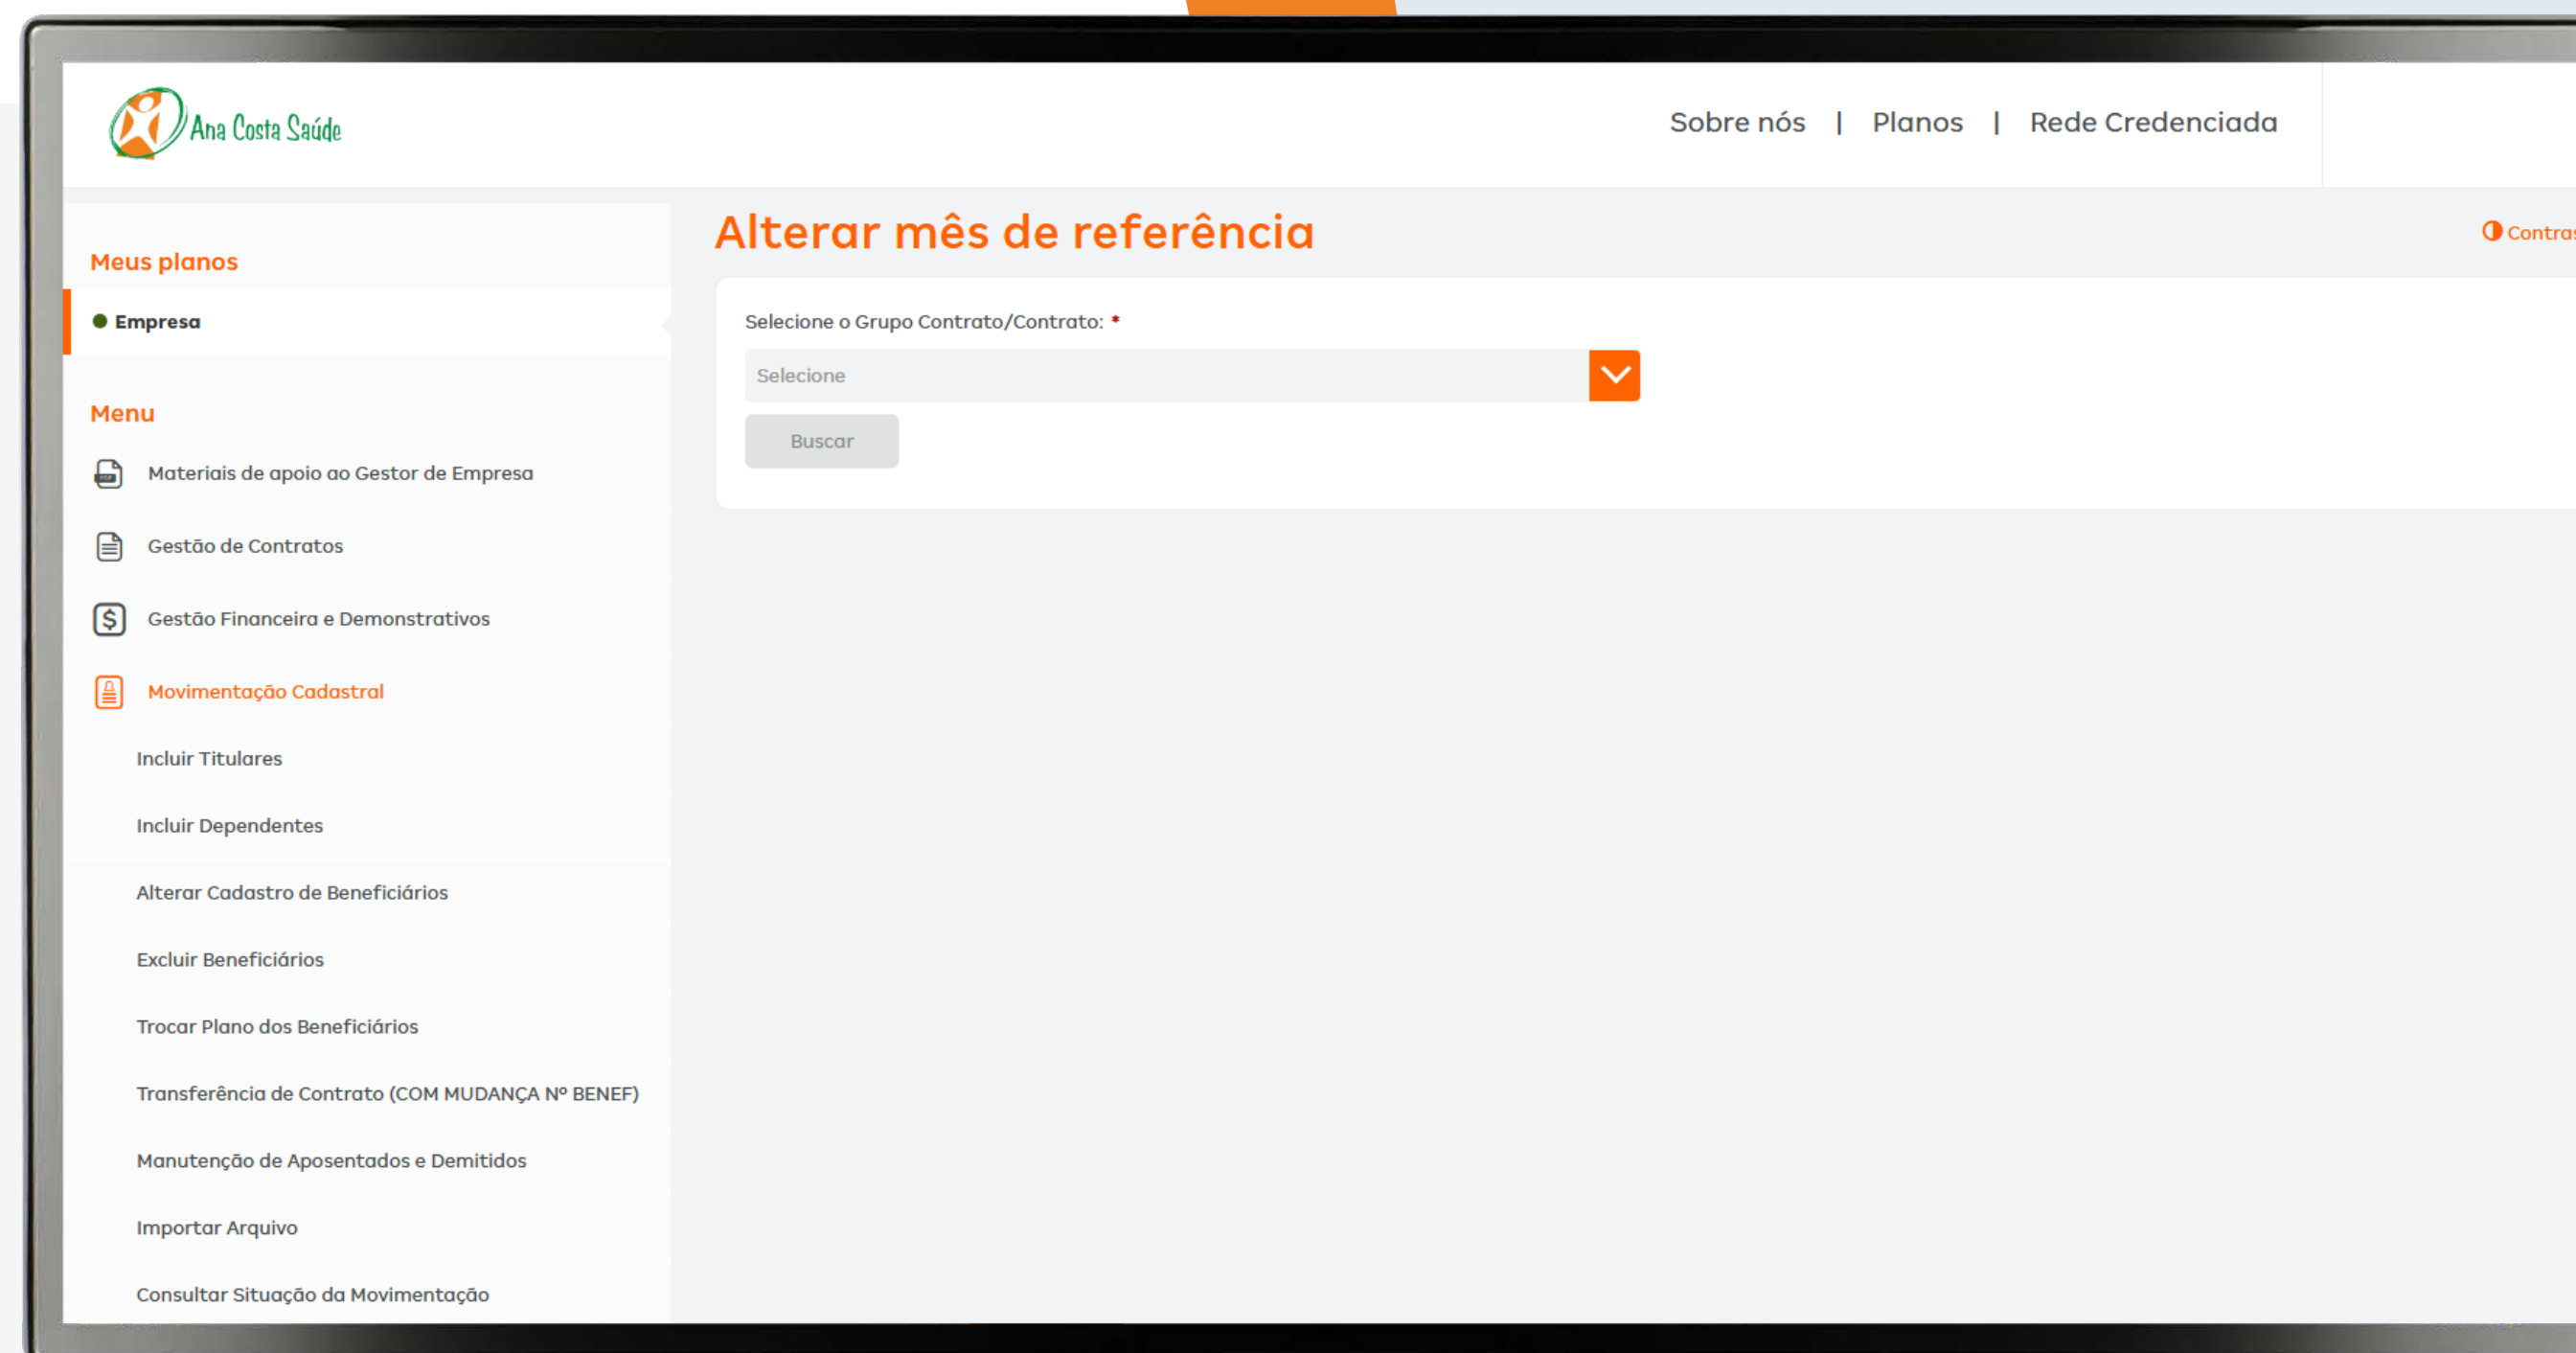 Ana Costa Saúde
Sobre nós | Planos | Rede Credenciada
Alterar mês de referência
Meus planos
Empresa
Selecione o Grupo Contrato/Contrato: *
Selecione
Buscar
Menu
Materiais de apoio ao Gestor de Empresa
Gestão de Contratos
Gestão Financeira e Demonstrativos
Movimentação Cadastral
Incluir Titulares
Incluir Dependentes
Alterar Cadastro de Beneficiários
Excluir Beneficiários
Trocar Plano dos Beneficiários
Transferência de Contrato (COM MUDANÇA Nº BENEF)
Manutenção de Aposentados e Demitidos
Importar Arquivo
Consultar Situação da Movimentação